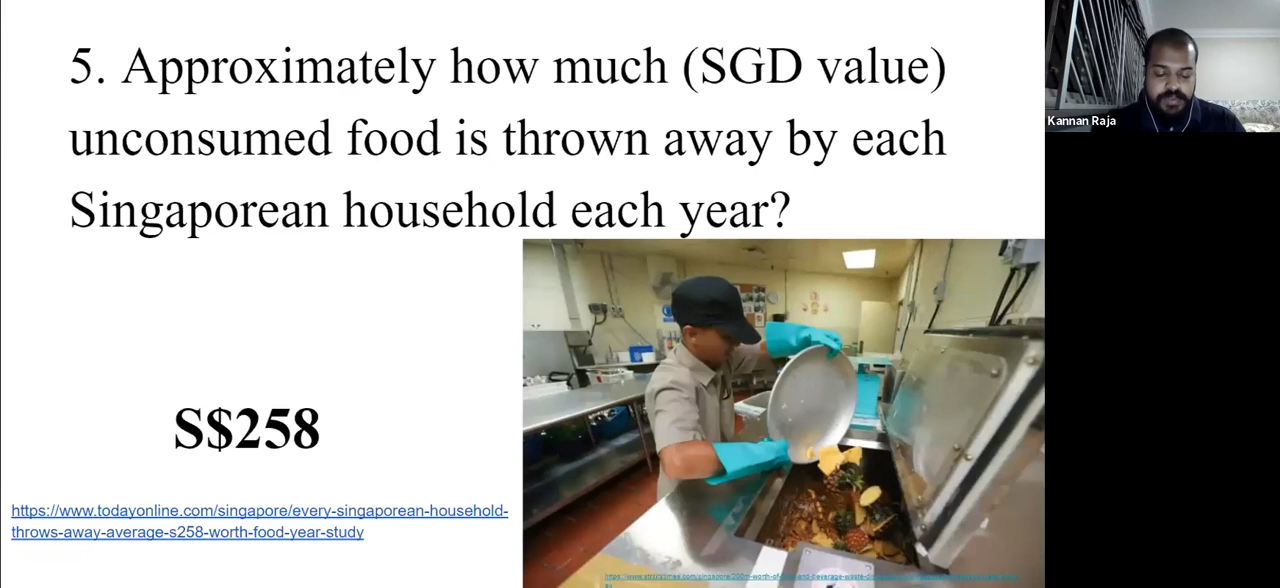 5. Approximately how much (SGD value)
unconsumed food is thrown away by each
Singaporean household each year?
Kannan Raja
S$258
https://www.todayonline.com/singapore/every-singaporean-household-
throws-away-average-s258-worth-food-year-study